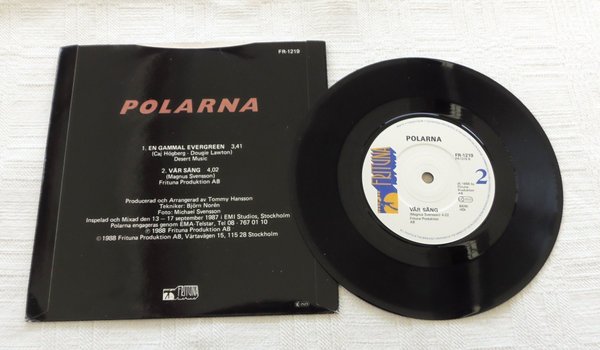 FR-1219
POLARNA
1. EN GAMMAL EVERGREEN 3,41
(Caj Högberg - Dougie Lawton)
Desert Music
2. VÅR SÅNG 4,02
(Magnus Svensson)
Frituna Produktion AB
Producerad och Arrangerad av Tommy Hansson
Tekniker: Björn Norén
Foto: Michael Svensson
Inspelad och Mixad den 13 - 17 september 1987 i EMI Studios, Stockholm
Polarna engageras genom EMA-Telstar, Tel 08 - 767 01 10
Ⓟ 1988 Frituna Produktion AB
© 1988 Frituna Produktion AB, Värtavägen 15, 115 28 Stockholm
FRITUNA
POLARNA
FRITUNA
FR-1219
2
VÅR SÅNG
(Magnus Svensson) 4.02
Frituna Produktion
AB